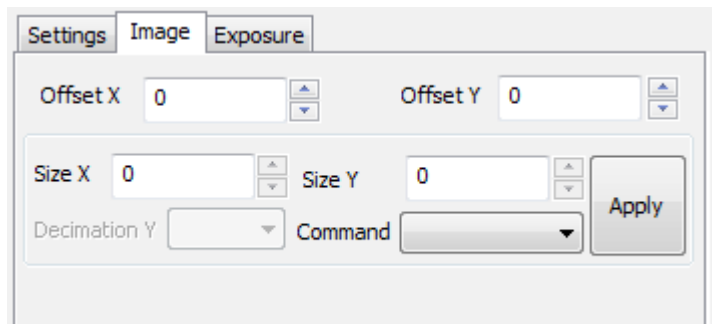 Settings Image Exposure
Offset X 0 Offset Y 0
Size X 0 Size Y 0 Apply
Decimation Y Command